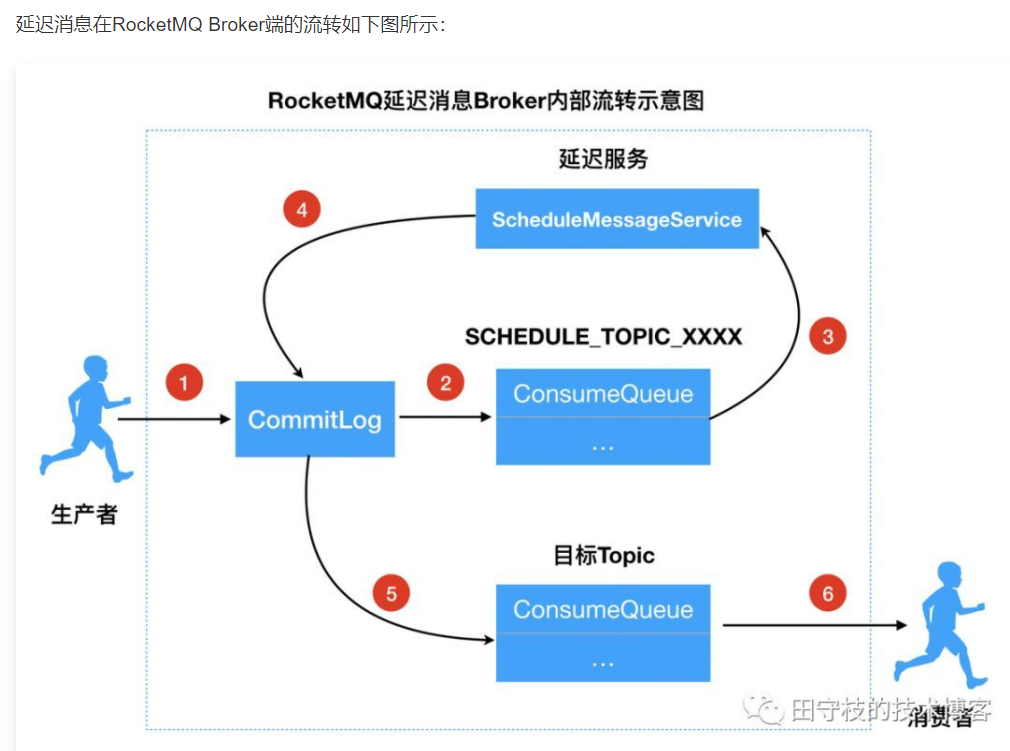 延迟消息在RocketMQ Broker端的流转如下图所示：
RocketMQ延迟消息Broker内部流转示意图
延迟服务
4
ScheduleMessageService
SCHEDULE_TOPIC_XXXX
3
1
2
CommitLog
ConsumeQueue
...
生产者
目标Topic
5
ConsumeQueue
6
...
田守枝的技术博客
消费者